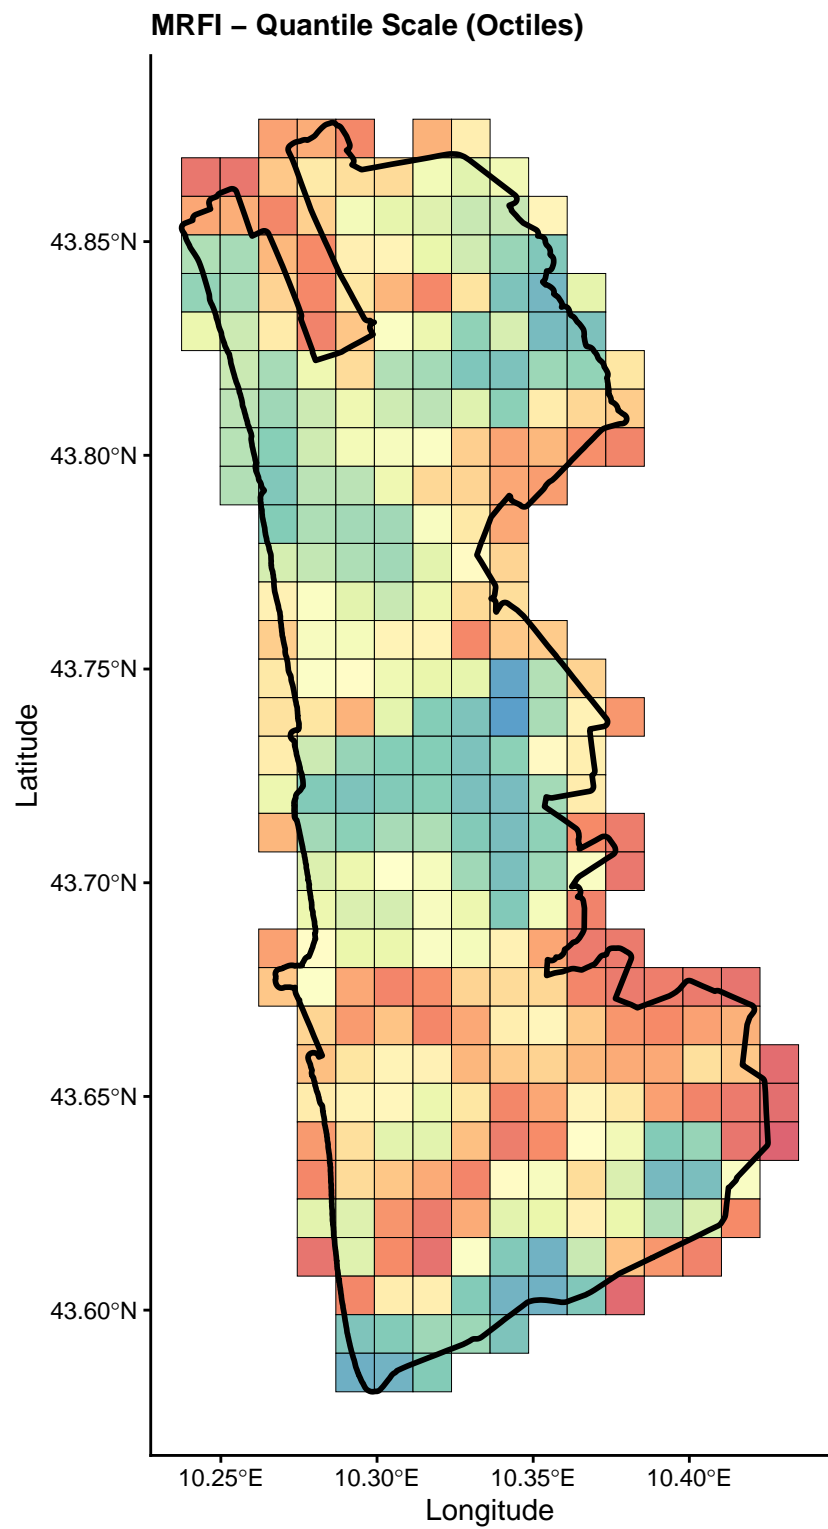 MRFI – Quantile Scale (Octiles)
43.85°N
43.80°N
43.75°N
43.70°N
43.65°N
43.60°N
Latitude
10.25°E 10.30°E 10.35°E 10.40°E
Longitude